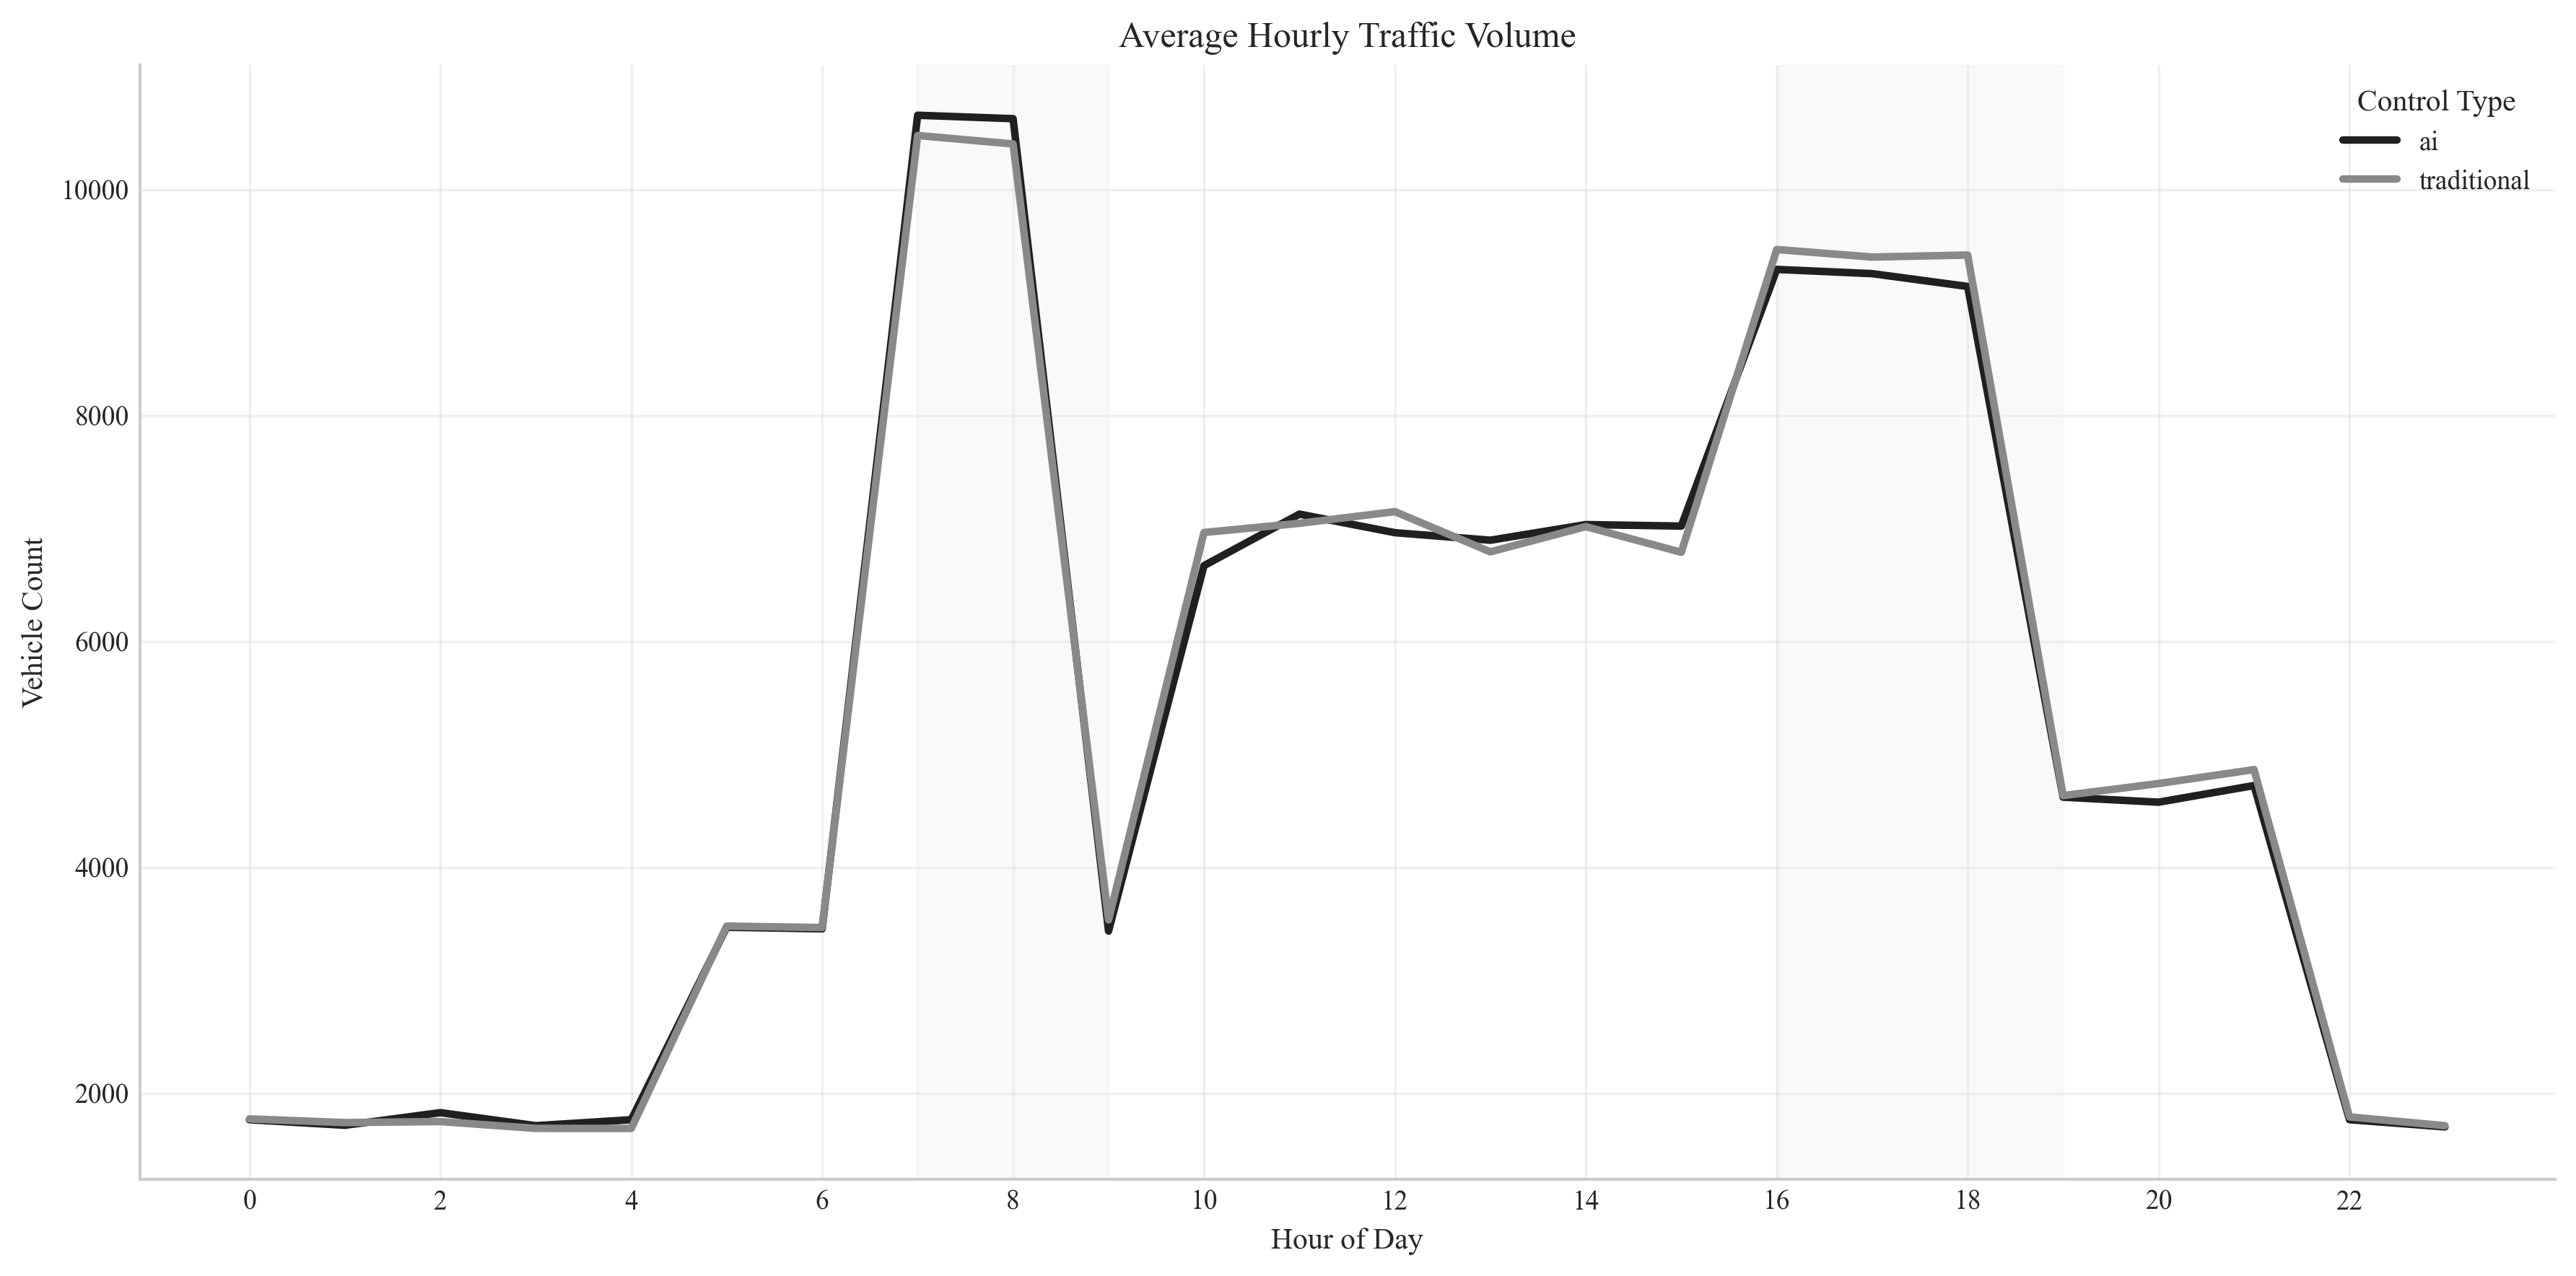 Average Hourly Traffic Volume
Control Type
ai
traditional
10000
8000
6000
4000
2000
Vehicle Count
0 2 4 6 8 10 12 14 16 18 20 22
Hour of Day